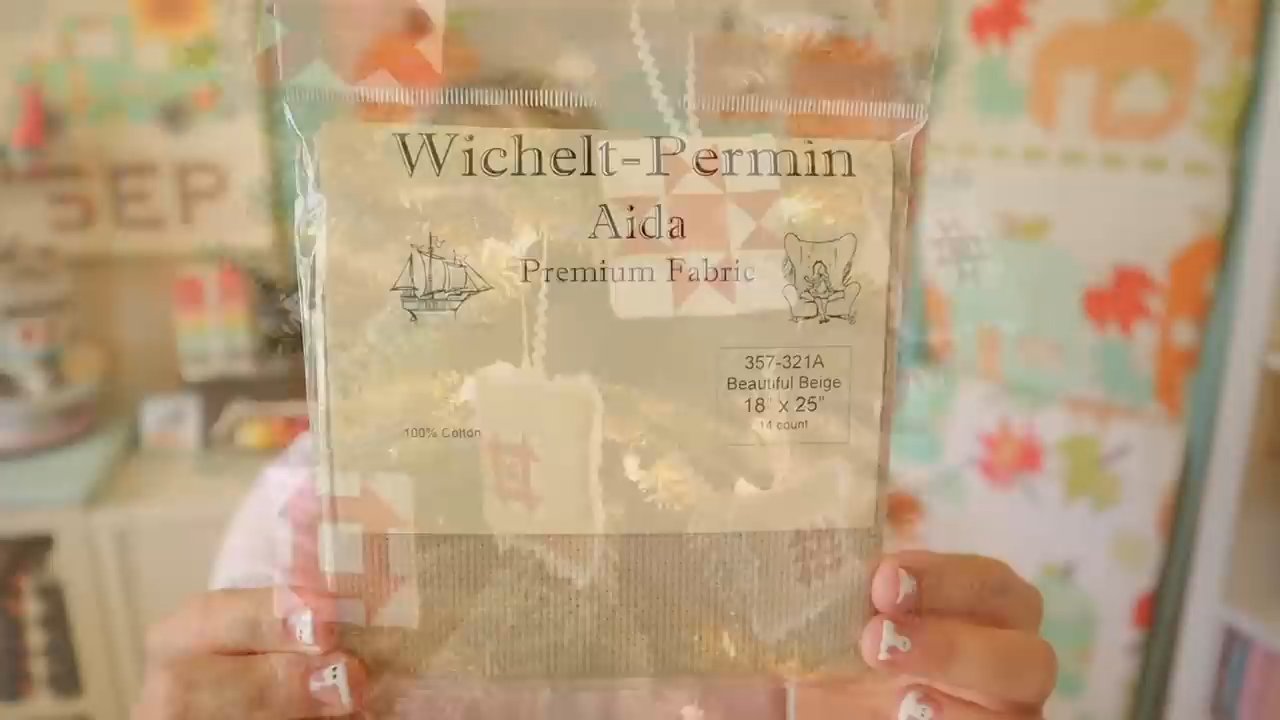 SEP
Wichelt-Permin
Aida
Premium Fabric
357-321A
Beautiful Beige
18" x 25"
14 count
100% Cotton